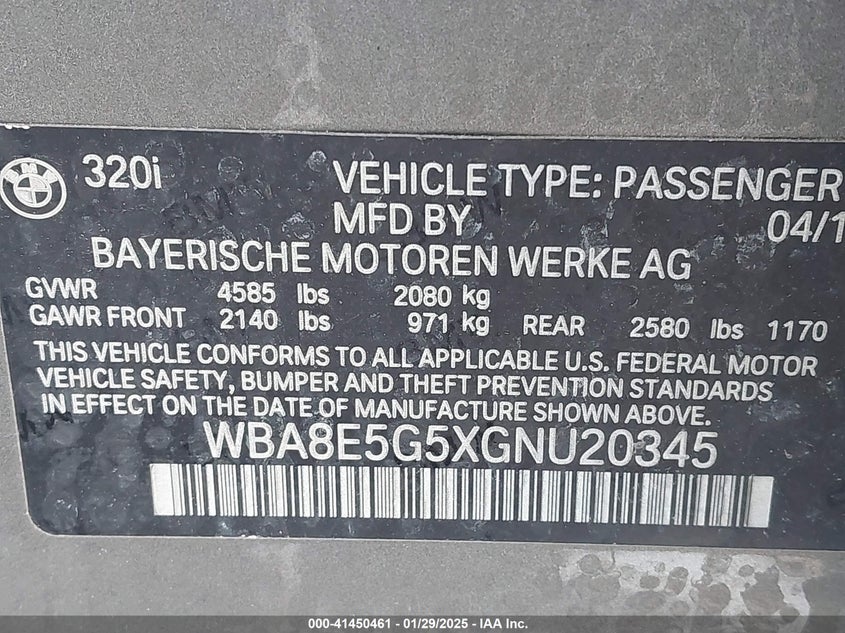 BMW 320i VEHICLE TYPE: PASSENGER
MFD BY 04/1
BAYERISCHE MOTOREN WERKE AG
GVWR 4585 lbs 2080 kg
GAWR FRONT 2140 lbs 971 kg REAR 2580 lbs 1170
THIS VEHICLE CONFORMS TO ALL APPLICABLE U.S. FEDERAL MOTOR
VEHICLE SAFETY, BUMPER AND THEFT PREVENTION STANDARDS
IN EFFECT ON THE DATE OF MANUFACTURE SHOWN ABOVE.
WBA8E5G5XGNU20345
000-41450461 - 01/29/2025 - IAAI.com